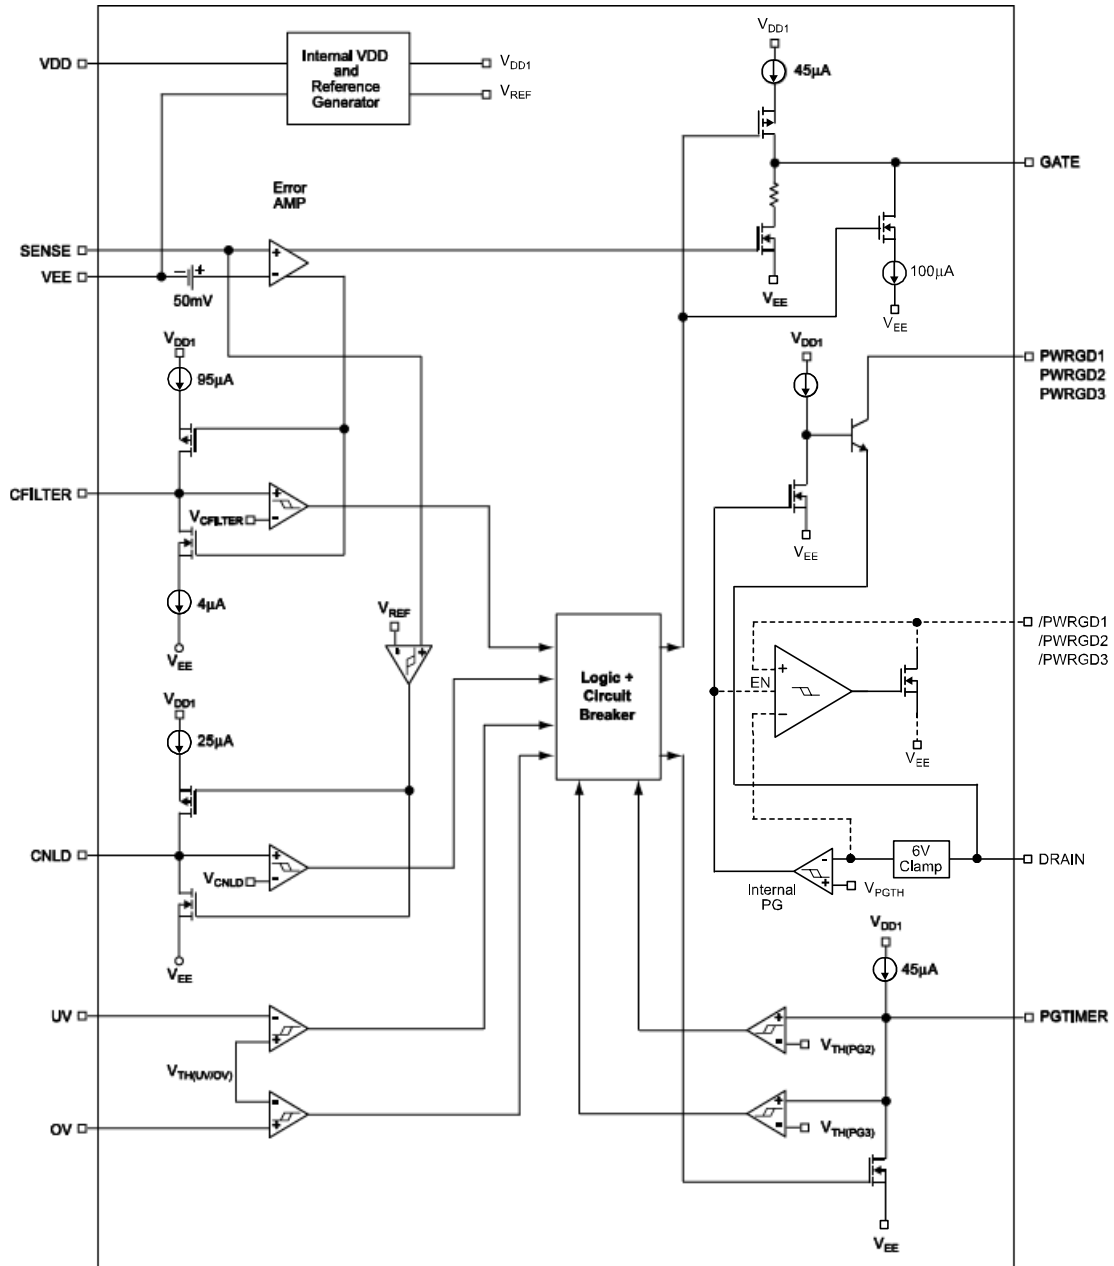 VDD
Internal VDD
and
Reference
Generator
VDD1
VREF
VDD1
45µA
GATE
Error
AMP
SENSE
VEE
50mV
+
-
- +
VEE
100µA
VEE
VDD1
95µA
VDD1
PWRGD1
PWRGD2
PWRGD3
CFILTER
VCFILTER
+
-
VEE
4µA
VEE
VREF
- +
Logic +
Circuit
Breaker
/PWRGD1
/PWRGD2
/PWRGD3
+
EN
-
VEE
VDD1
25µA
CNLD
VCNLD
+
-
6V
Clamp
DRAIN
Internal
PG
-
+
VPGTH
VEE
VDD1
45µA
UV
-
+
VTH(UV/OV)
-
+
OV
PGTIMER
+
-
VTH(PG2)
+
-
VTH(PG3)
VEE